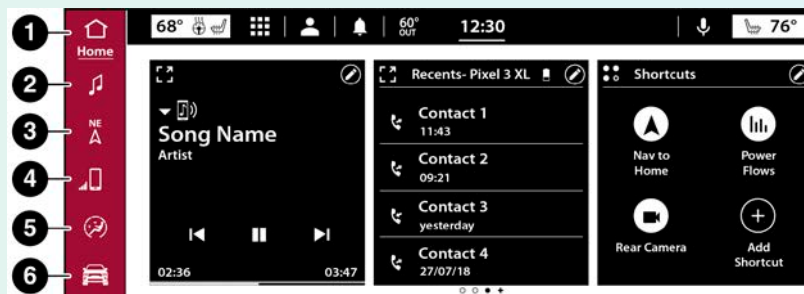 1
Home
2
3
NE
4
5
6
68°
60°
OUT
12:30
76°
Song Name
Artist
02:36
03:47
Recents- Pixel 3 XL
Contact 1
11:43
Contact 2
09:21
Contact 3
yesterday
Contact 4
27/07/18
Shortcuts
Nav to
Home
Power
Flows
Rear Camera
Add
Shortcut